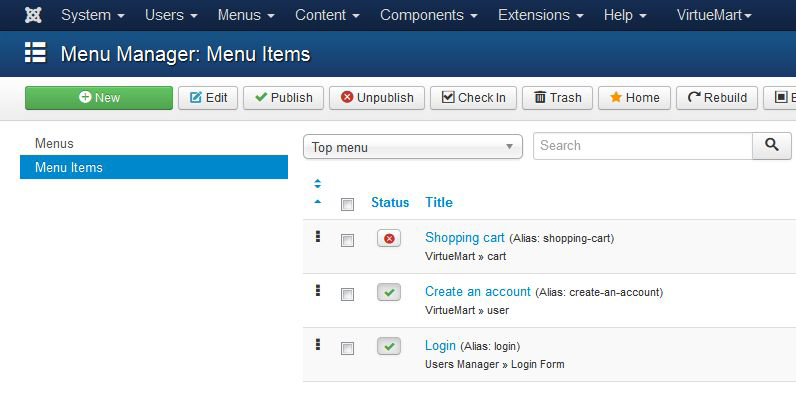 System Users Menus Content Components Extensions Help VirtueMart
Menu Manager: Menu Items
New Edit Publish Unpublish Check In Trash Home Rebuild
Menus
Menu Items
Top menu Search
Status Title
Shopping cart (Alias: shopping-cart)
VirtueMart » cart
Create an account (Alias: create-an-account)
VirtueMart » user
Login (Alias: login)
Users Manager » Login Form